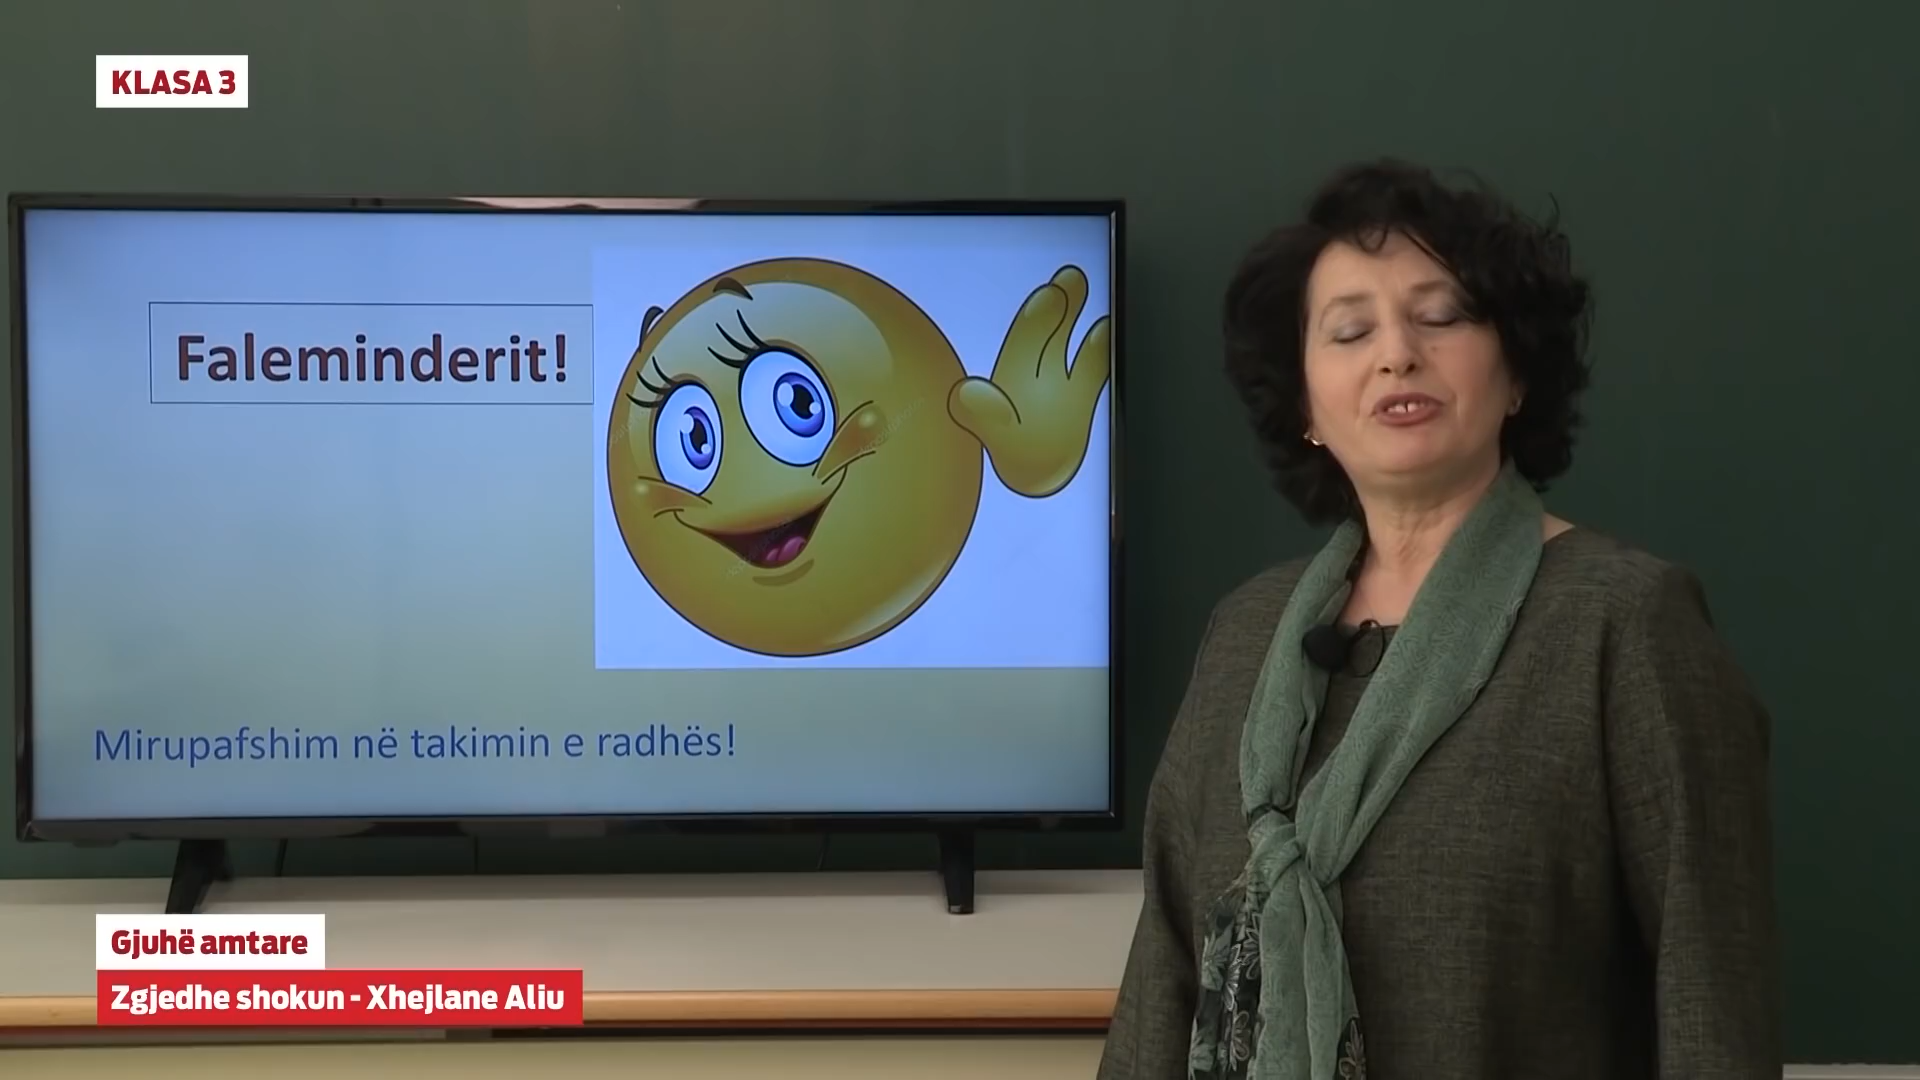 KLASA 3
Faleminderit!
Mirupafshim në takimin e radhës!
Gjuhë amtare
Zgjedhe shokun - Xhejlane Aliu